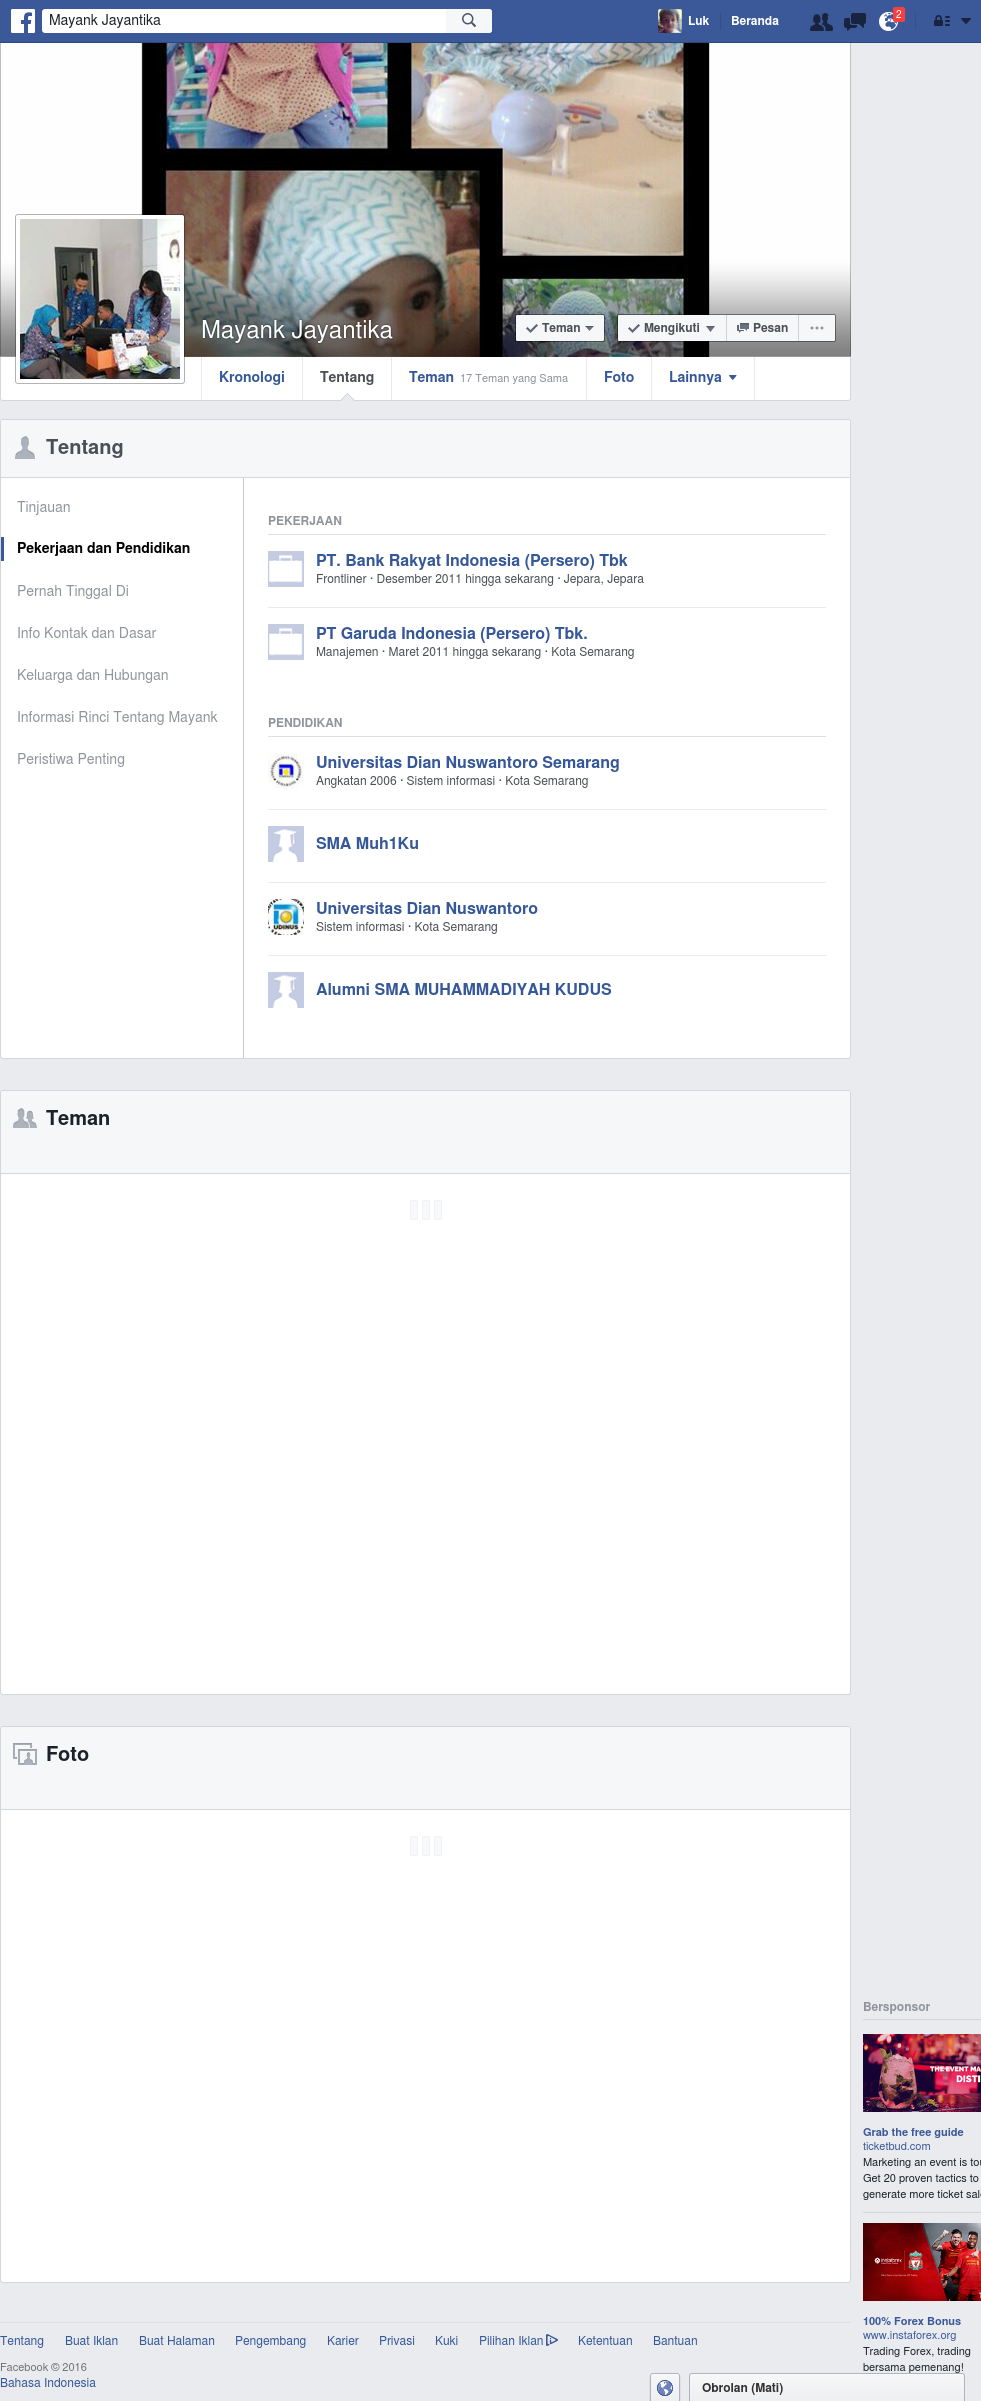 Mayank Jayantika
Luk
Beranda
2
Mayank Jayantika
Teman
Mengikuti
Pesan
Kronologi
Tentang
Teman 17 Teman yang Sama
Foto
Lainnya
Tentang
Tinjauan
Pekerjaan dan Pendidikan
Pernah Tinggal Di
Info Kontak dan Dasar
Keluarga dan Hubungan
Informasi Rinci Tentang Mayank
Peristiwa Penting
PEKERJAAN
PT. Bank Rakyat Indonesia (Persero) Tbk
Frontliner · Desember 2011 hingga sekarang · Jepara, Jepara
PT Garuda Indonesia (Persero) Tbk.
Manajemen · Maret 2011 hingga sekarang · Kota Semarang
PENDIDIKAN
Universitas Dian Nuswantoro Semarang
Angkatan 2006 · Sistem informasi · Kota Semarang
SMA Muh1Ku
UDINUS
Universitas Dian Nuswantoro
Sistem informasi · Kota Semarang
Alumni SMA MUHAMMADIYAH KUDUS
Teman
Foto
Bersponsor
THE EVENT MA
DISTI
Grab the free guide
ticketbud.com
Marketing an event is tou
Get 20 proven tactics to
generate more ticket sal
instaforex
100% Forex Bonus
www.instaforex.org
Trading Forex, trading
bersama pemenang!
Tentang
Buat Iklan
Buat Halaman
Pengembang
Karier
Privasi
Kuki
Pilihan Iklan
Ketentuan
Bantuan
Facebook © 2016
Bahasa Indonesia
Obrolan (Mati)